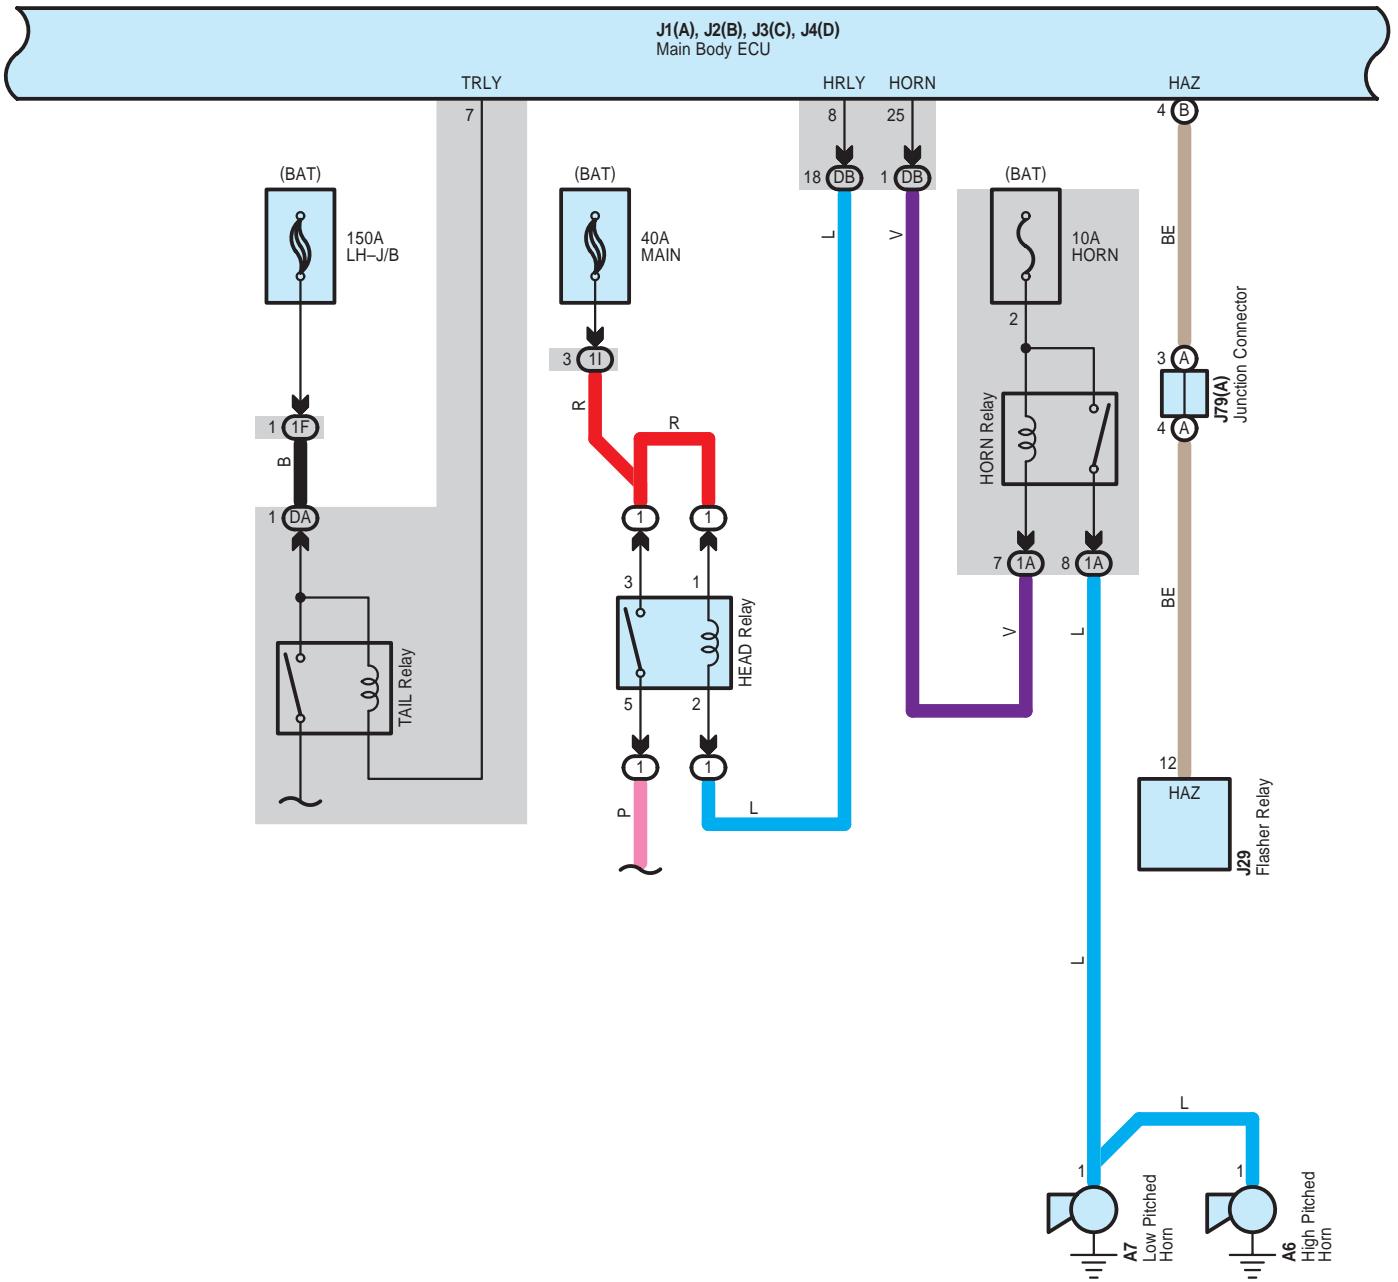 J1(A), J2(B), J3(C), J4(D)
Main Body ECU
TRLY
HRLY
HORN
HAZ
7
8
25
4 B
(BAT)
(BAT)
18 DB
1 DB
(BAT)
150A
LH–J/B
40A
MAIN
L
V
10A
HORN
BE
2
3 1I
3 A
J79(A)
Junction Connector
R
R
HORN Relay
1 1F
4 A
B
1 DA
1
1
7 1A
8 1A
3
1
BE
HEAD Relay
V
L
TAIL Relay
5
2
1
1
12
HAZ
P
L
J29
Flasher Relay
L
L
1
1
A7
Low Pitched
Horn
A6
High Pitched
Horn